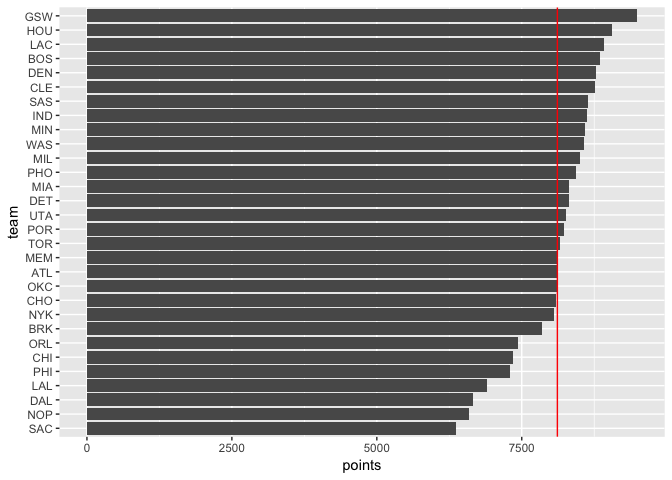 GSW
HOU
LAC
BOS
DEN
CLE
SAS
IND
MIN
WAS
MIL
PHO
MIA
DET
UTA
POR
TOR
MEM
ATL
OKC
CHO
NYK
BRK
ORL
CHI
PHI
LAL
DAL
NOP
SAC
team
0 2500 5000 7500
points